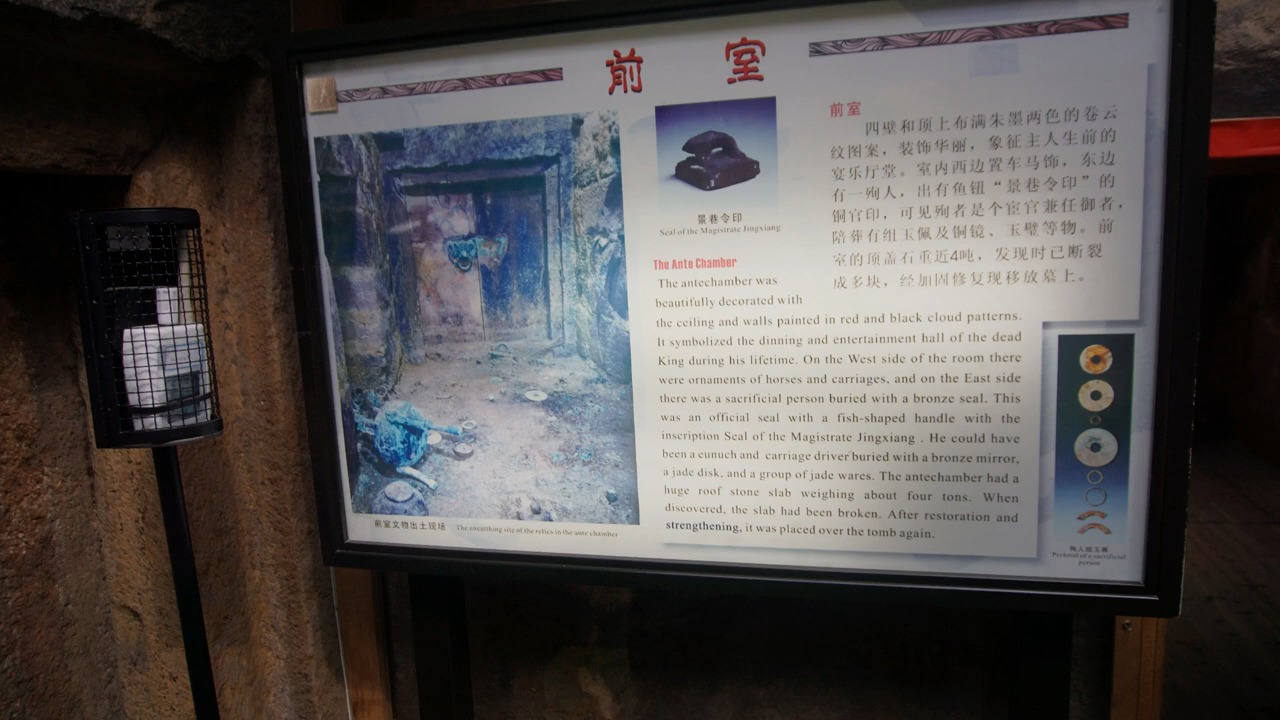 前室
景巷令印
Seal of the Magistrate Jingxiang
前室
四壁和顶上布满朱墨两色的卷云
纹图案，装饰华丽，象征主人生前的
宴乐厅堂。室内西边置车马饰，东边
有一殉人，出有鱼钮“景巷令印”的
铜官印，可见殉者是个宦官兼任御者，
陪葬有组玉佩及铜镜、玉璧等物。前
室的顶盖石重近4吨，发现时已断裂
成多块，经加固修复现移放墓上。
The Ante Chamber
The antechamber was
beautifully decorated with
the ceiling and walls painted in red and black cloud patterns.
It symbolized the dinning and entertainment hall of the dead
King during his lifetime. On the West side of the room there
were ornaments of horses and carriages, and on the East side
there was a sacrificial person buried with a bronze seal. This
was an official seal with a fish-shaped handle with the
inscription Seal of the Magistrate Jingxiang . He could have
been a eunuch and carriage driver buried with a bronze mirror,
a jade disk, and a group of jade wares. The antechamber had a
huge roof stone slab weighing about four tons. When
discovered, the slab had been broken. After restoration and
strengthening, it was placed over the tomb again.
前室文物出土现场 The unearthing site of the relics in the ante chamber
殉人组玉佩
Pectoral of a sacrificial
person